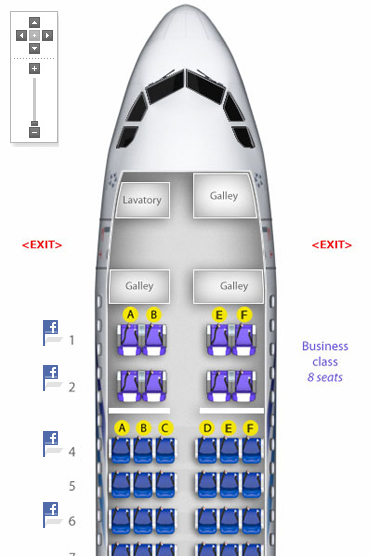 Lavatory
Galley
<EXIT>
<EXIT>
Galley
Galley
A B E F
f 1
Business
class
8 seats
f 2
A B C D E F
f 4
5
f 6
7